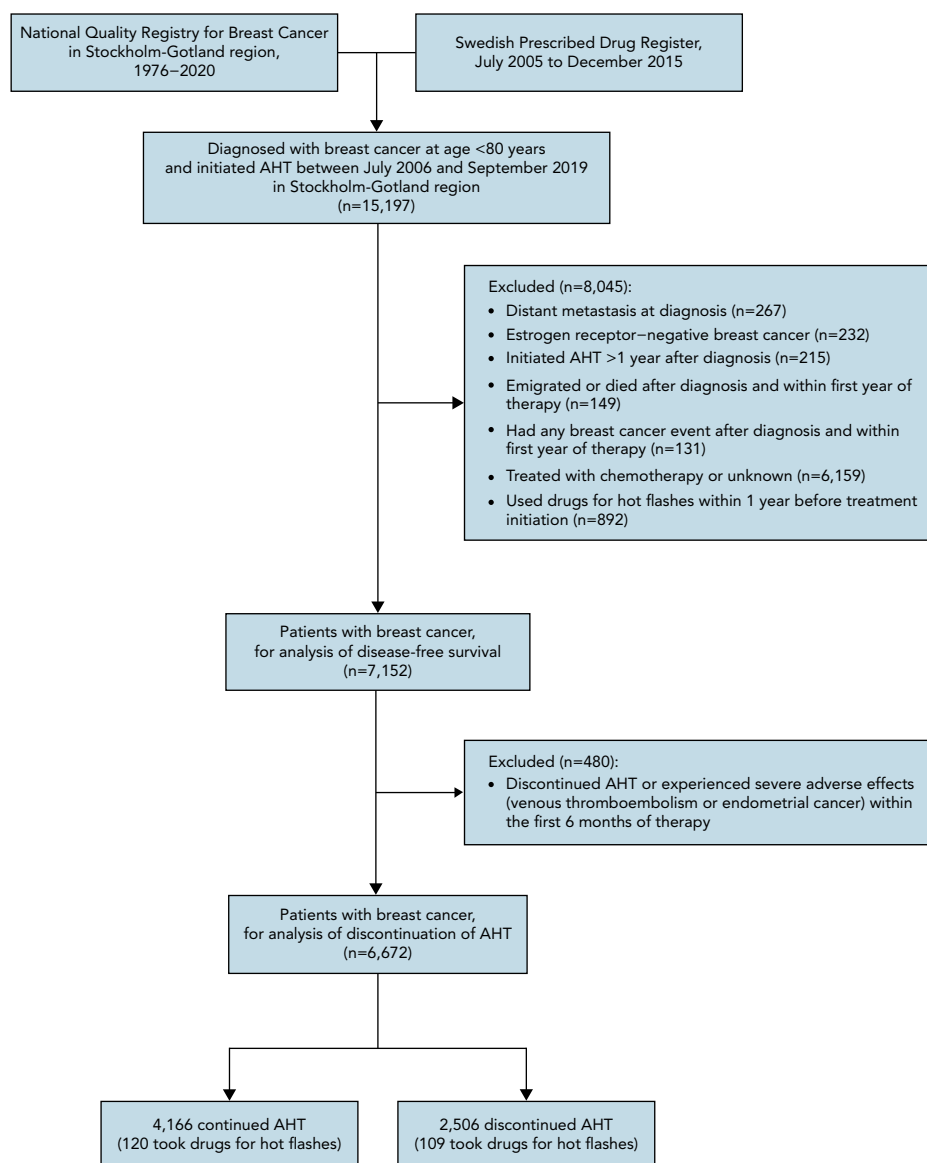 National Quality Registry for Breast Cancer
in Stockholm-Gotland region,
1976–2020
Swedish Prescribed Drug Register,
July 2005 to December 2015
Diagnosed with breast cancer at age <80 years
and initiated AHT between July 2006 and September 2019
in Stockholm-Gotland region
(n=15,197)
Excluded (n=8,045):
• Distant metastasis at diagnosis (n=267)
• Estrogen receptor–negative breast cancer (n=232)
• Initiated AHT >1 year after diagnosis (n=215)
• Emigrated or died after diagnosis and within first year of
therapy (n=149)
• Had any breast cancer event after diagnosis and within
first year of therapy (n=131)
• Treated with chemotherapy or unknown (n=6,159)
• Used drugs for hot flashes within 1 year before treatment
initiation (n=892)
Patients with breast cancer,
for analysis of disease-free survival
(n=7,152)
Excluded (n=480):
• Discontinued AHT or experienced severe adverse effects
(venous thromboembolism or endometrial cancer) within
the first 6 months of therapy
Patients with breast cancer,
for analysis of discontinuation of AHT
(n=6,672)
4,166 continued AHT
(120 took drugs for hot flashes)
2,506 discontinued AHT
(109 took drugs for hot flashes)